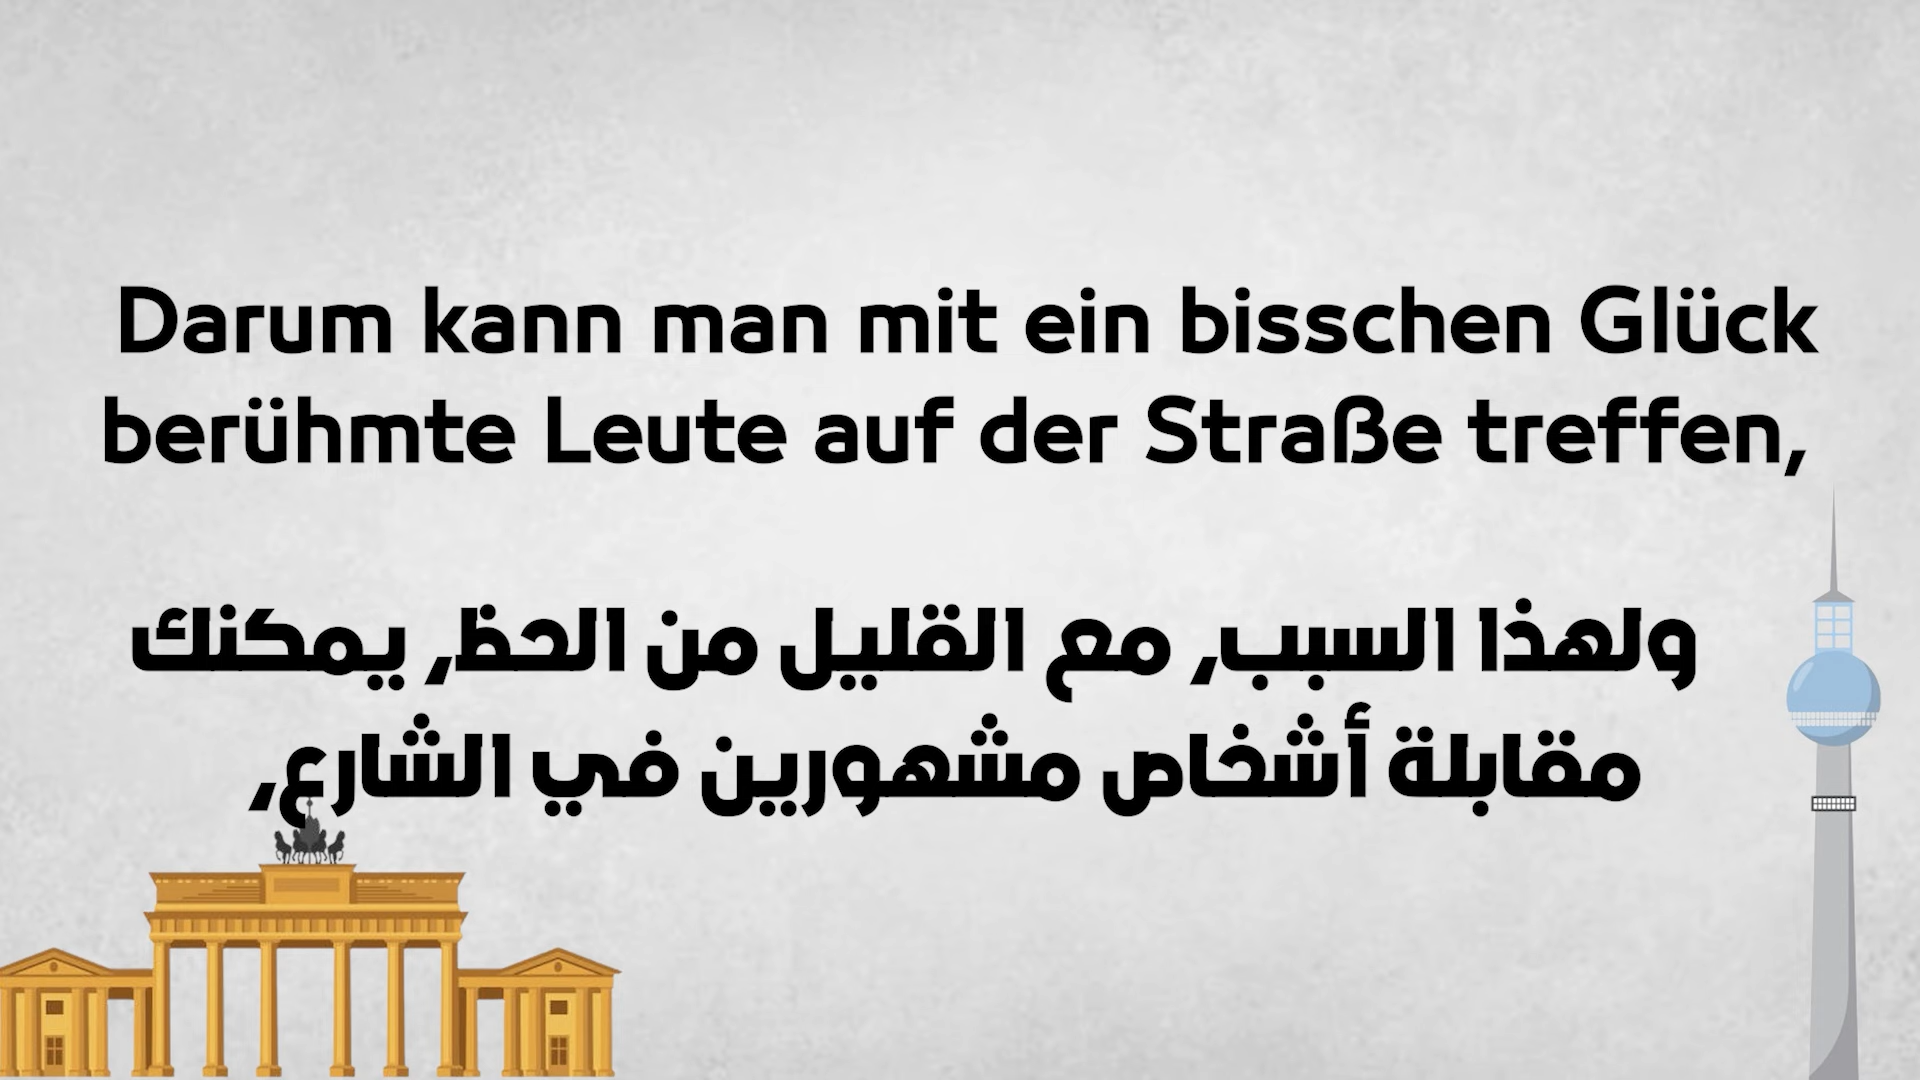 Darum kann man mit ein bisschen Glück
berühmte Leute auf der Straße treffen,
ولهذا السبب, مع القليل من الحظ, يمكنك
مقابلة أشخاص مشهورين في الشارع,